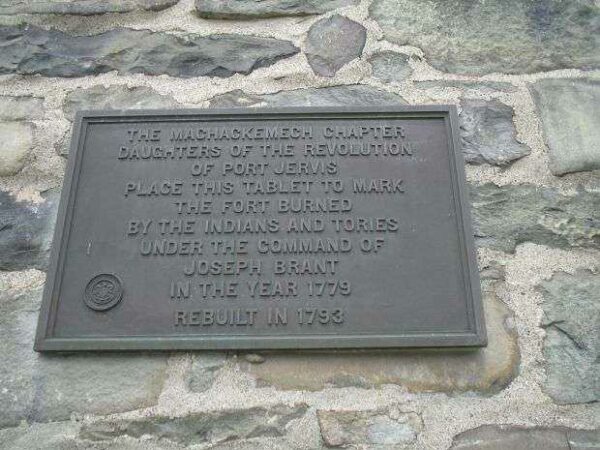 THE MACHACKEMECH CHAPTER
DAUGHTERS OF THE REVOLUTION
OF PORT JERVIS
PLACE THIS TABLET TO MARK
THE FORT BURNED
BY THE INDIANS AND TORIES
UNDER THE COMMAND OF
JOSEPH BRANT
IN THE YEAR 1779
REBUILT IN 1793